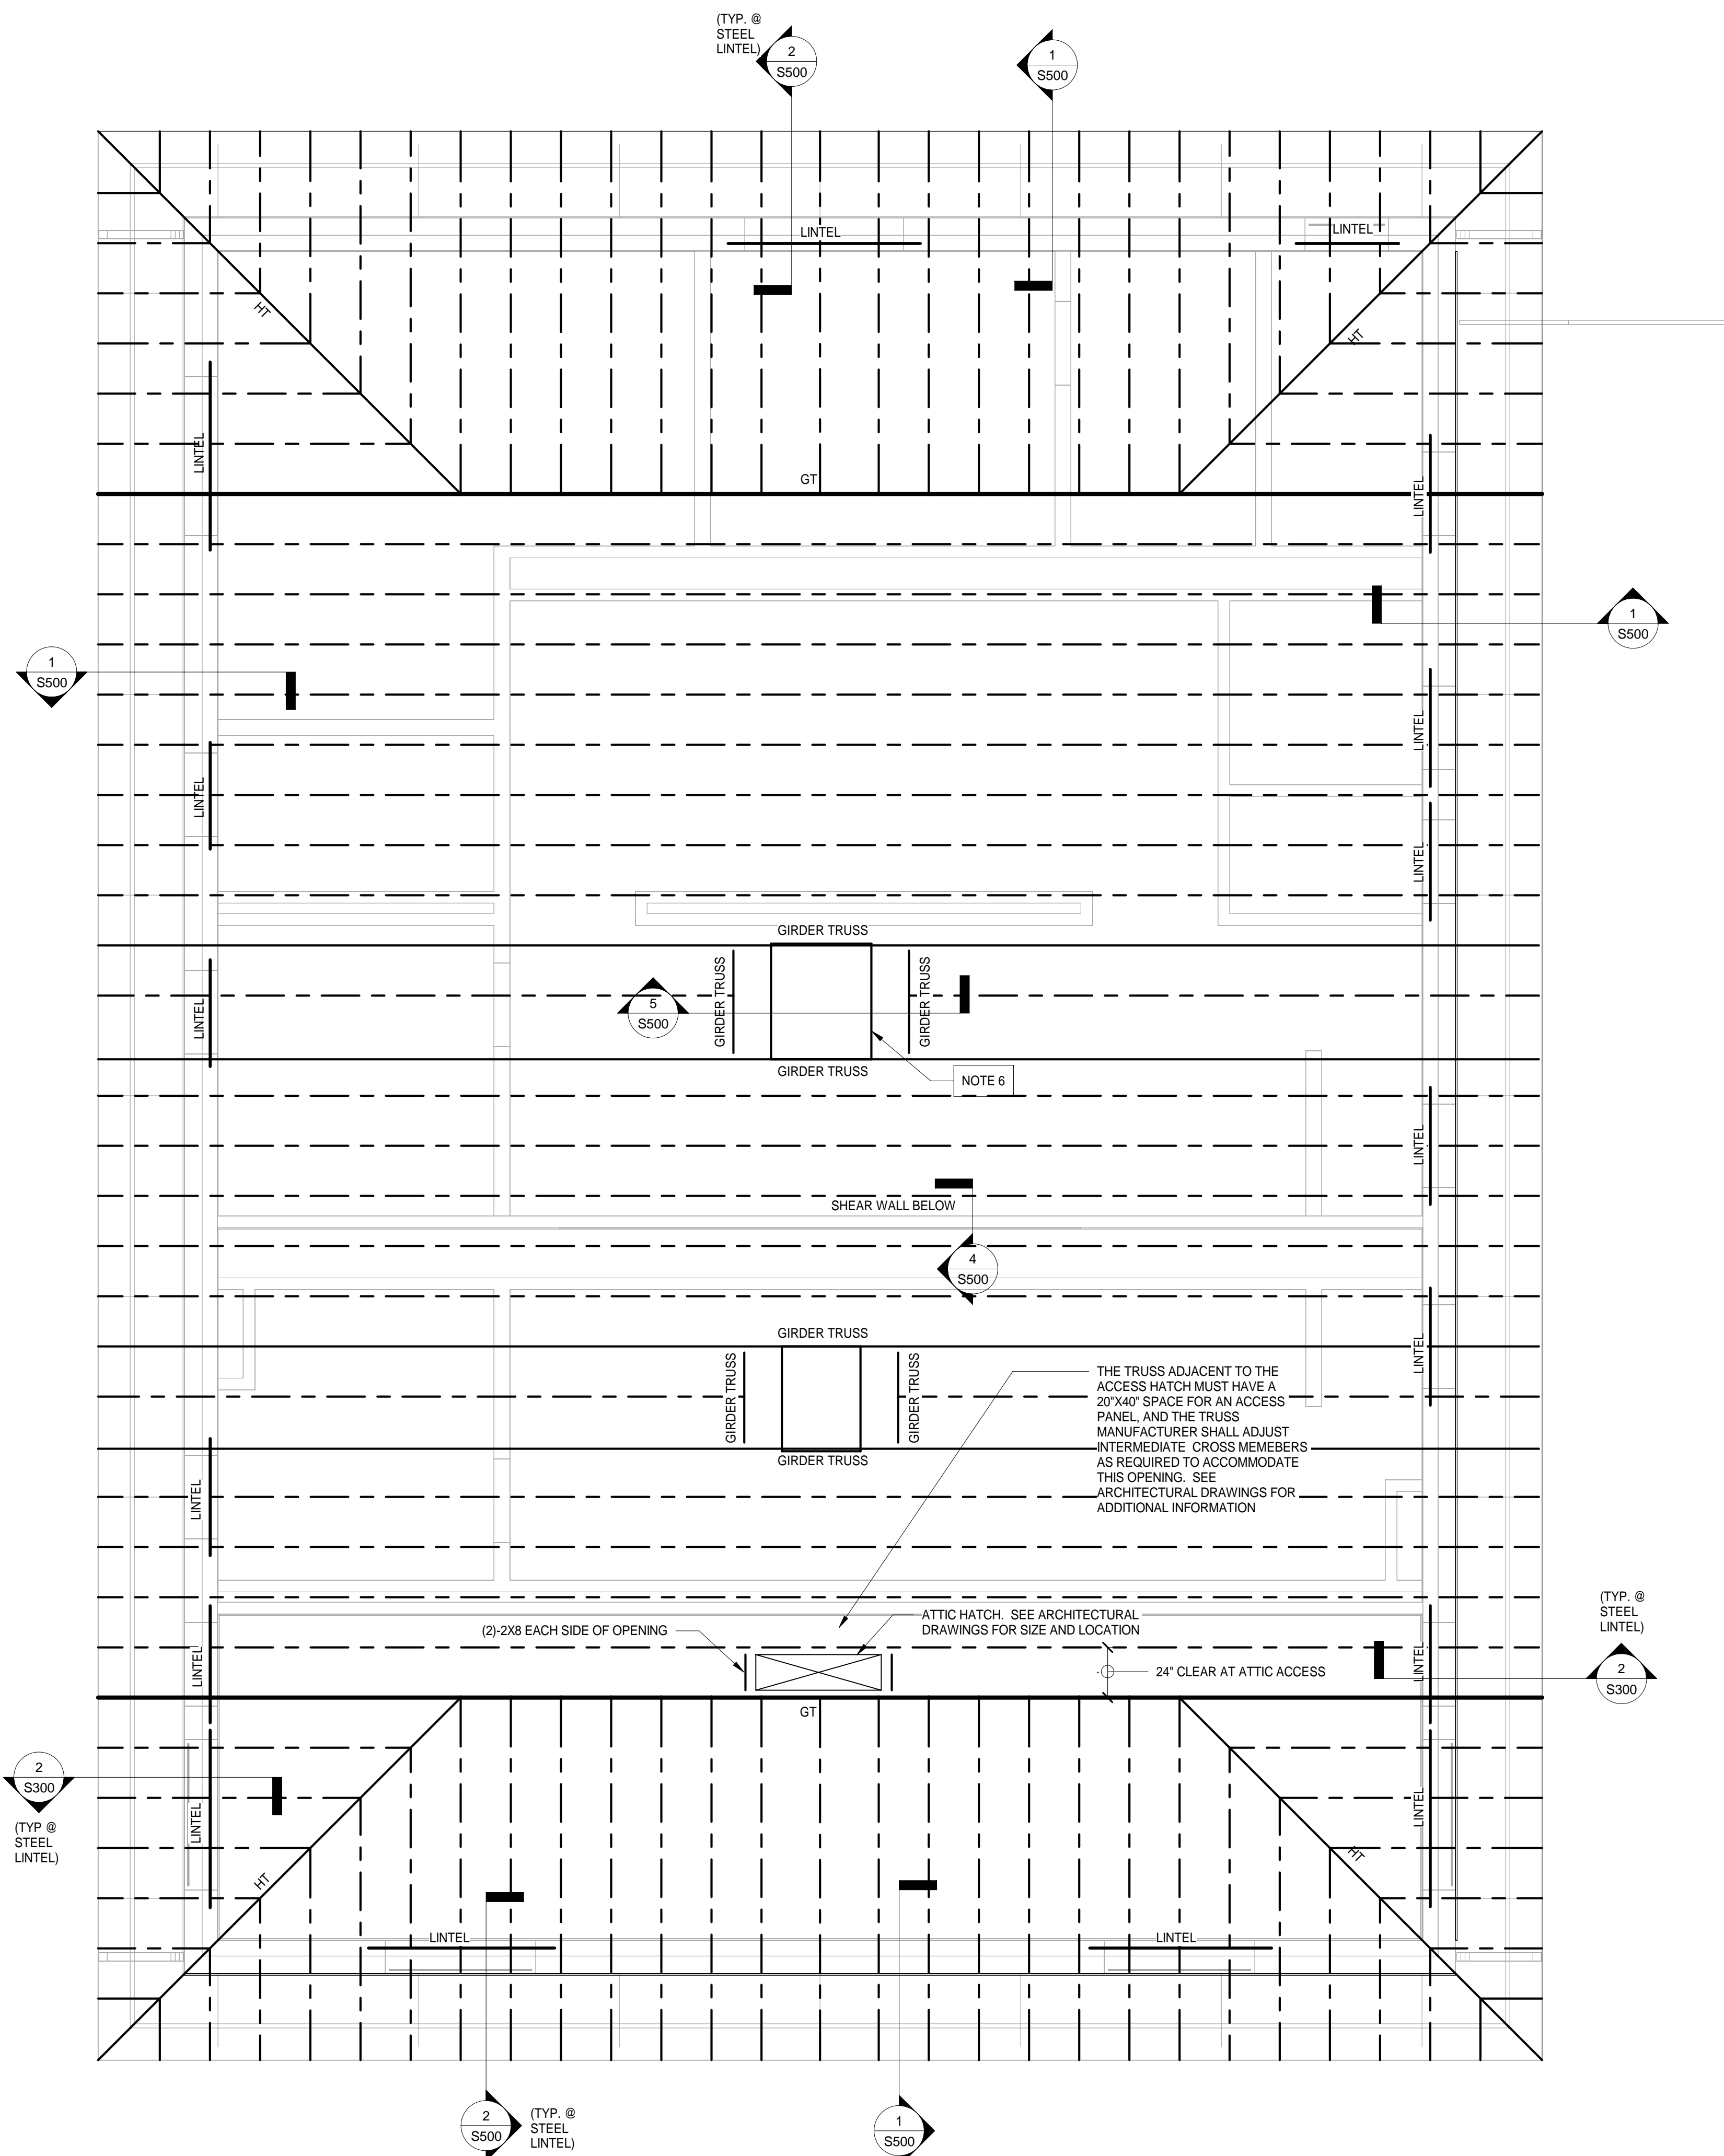 (TYP. @
STEEL
LINTEL)
2
S500
1
S500
LINTEL
LINTEL
HT
HT
LINTEL
GT
LINTEL
1
S500
1
S500
LINTEL
LINTEL
LINTEL
GIRDER TRUSS
GIRDER TRUSS
GIRDER TRUSS
5
S500
LINTEL
GIRDER TRUSS
NOTE 6
LINTEL
SHEAR WALL BELOW
4
S500
GIRDER TRUSS
LINTEL
GIRDER TRUSS
GIRDER TRUSS
THE TRUSS ADJACENT TO THE
ACCESS HATCH MUST HAVE A
20"X40" SPACE FOR AN ACCESS
PANEL, AND THE TRUSS
MANUFACTURER SHALL ADJUST
INTERMEDIATE CROSS MEMEBERS
AS REQUIRED TO ACCOMMODATE
THIS OPENING. SEE
ARCHITECTURAL DRAWINGS FOR
ADDITIONAL INFORMATION
GIRDER TRUSS
LINTEL
(TYP. @
STEEL
LINTEL)
ATTIC HATCH. SEE ARCHITECTURAL
DRAWINGS FOR SIZE AND LOCATION
(2)-2X8 EACH SIDE OF OPENING
LINTEL
LINTEL
24" CLEAR AT ATTIC ACCESS
2
S300
GT
2
S300
(TYP @
STEEL
LINTEL)
LINTEL
LINTEL
HT
HT
LINTEL
LINTEL
2
S500
(TYP. @
STEEL
LINTEL)
1
S500